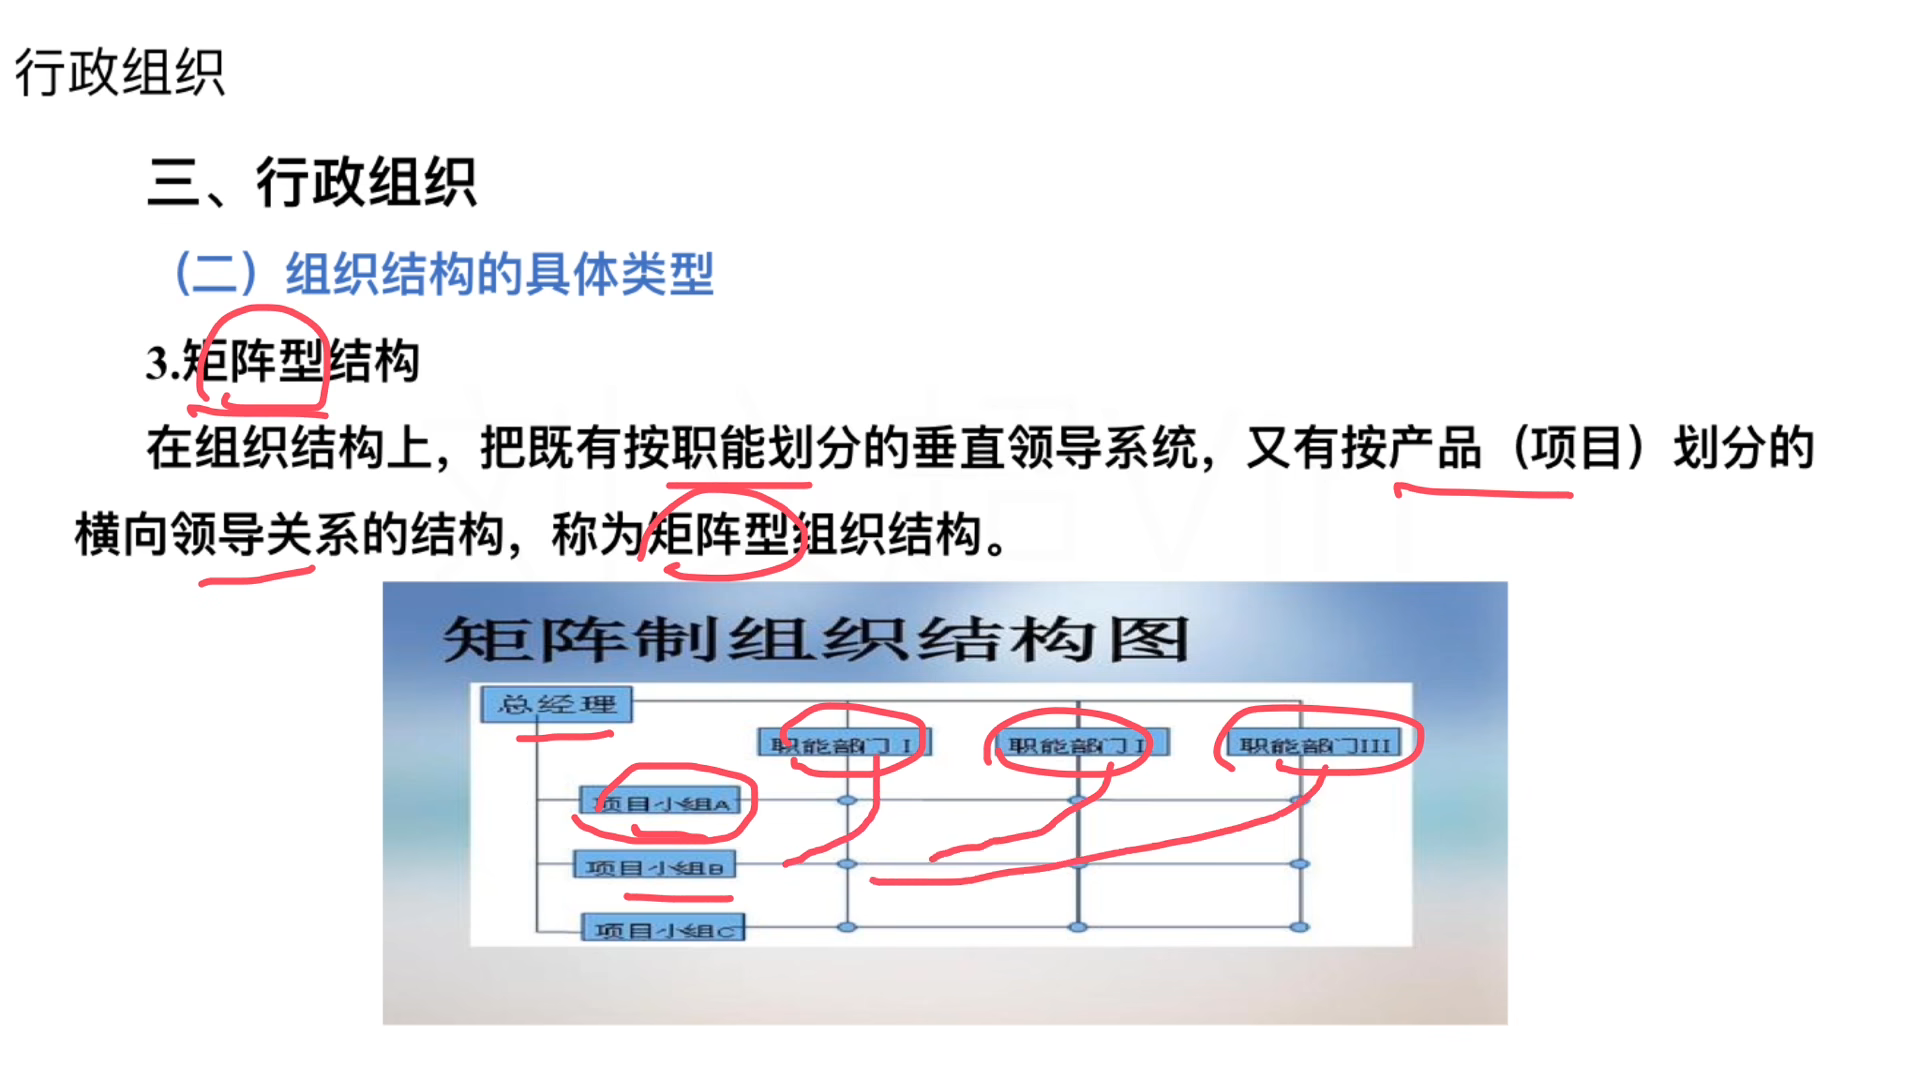 行政组织
三、行政组织
（二）组织结构的具体类型
3.矩阵型结构
在组织结构上，把既有按职能划分的垂直领导系统，又有按产品（项目）划分的
横向领导关系的结构，称为矩阵型组织结构。
矩阵制组织结构图
总经理
职能部门I 职能部门I 职能部门III
项目小组A
项目小组B
项目小组C